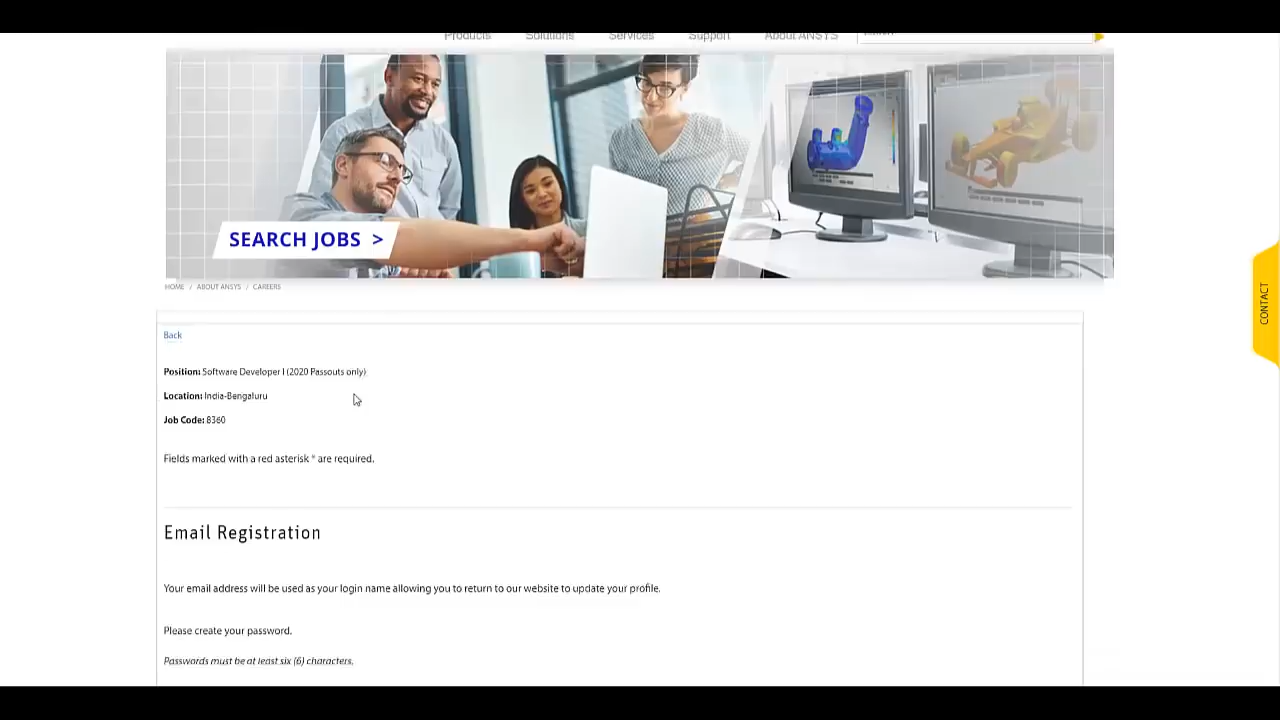 Products Solutions Services Support About ANSYS
SEARCH JOBS >
HOME / ABOUT ANSYS / CAREERS
CONTACT
Back
Position: Software Developer I (2020 Passouts only)
Location: India-Bengaluru
Job Code: 8360
Fields marked with a red asterisk * are required.
Email Registration
Your email address will be used as your login name allowing you to return to our website to update your profile.
Please create your password.
Passwords must be at least six (6) characters.